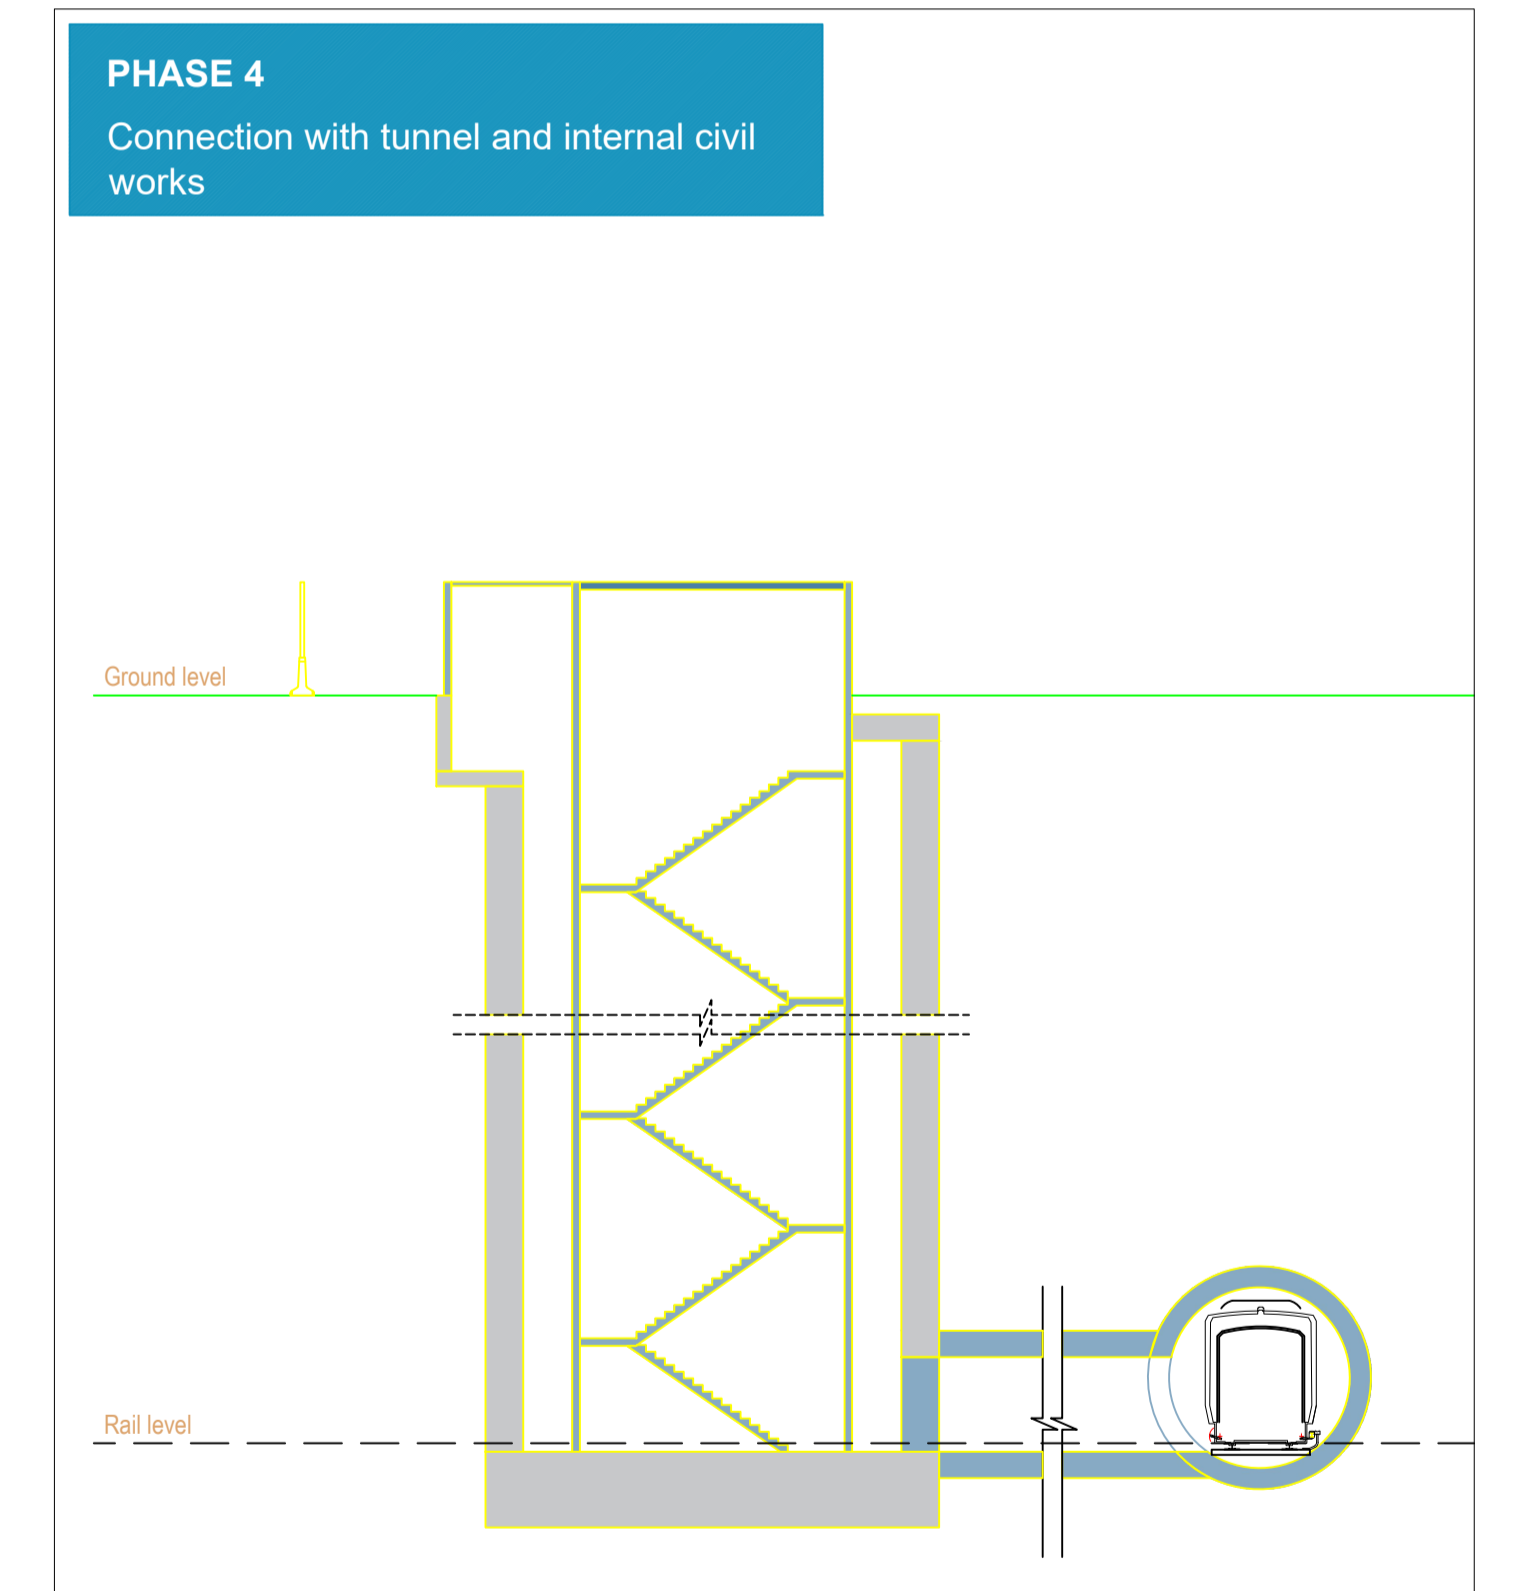 PHASE 4
Connection with tunnel and internal civil
works
Ground level
Rail level